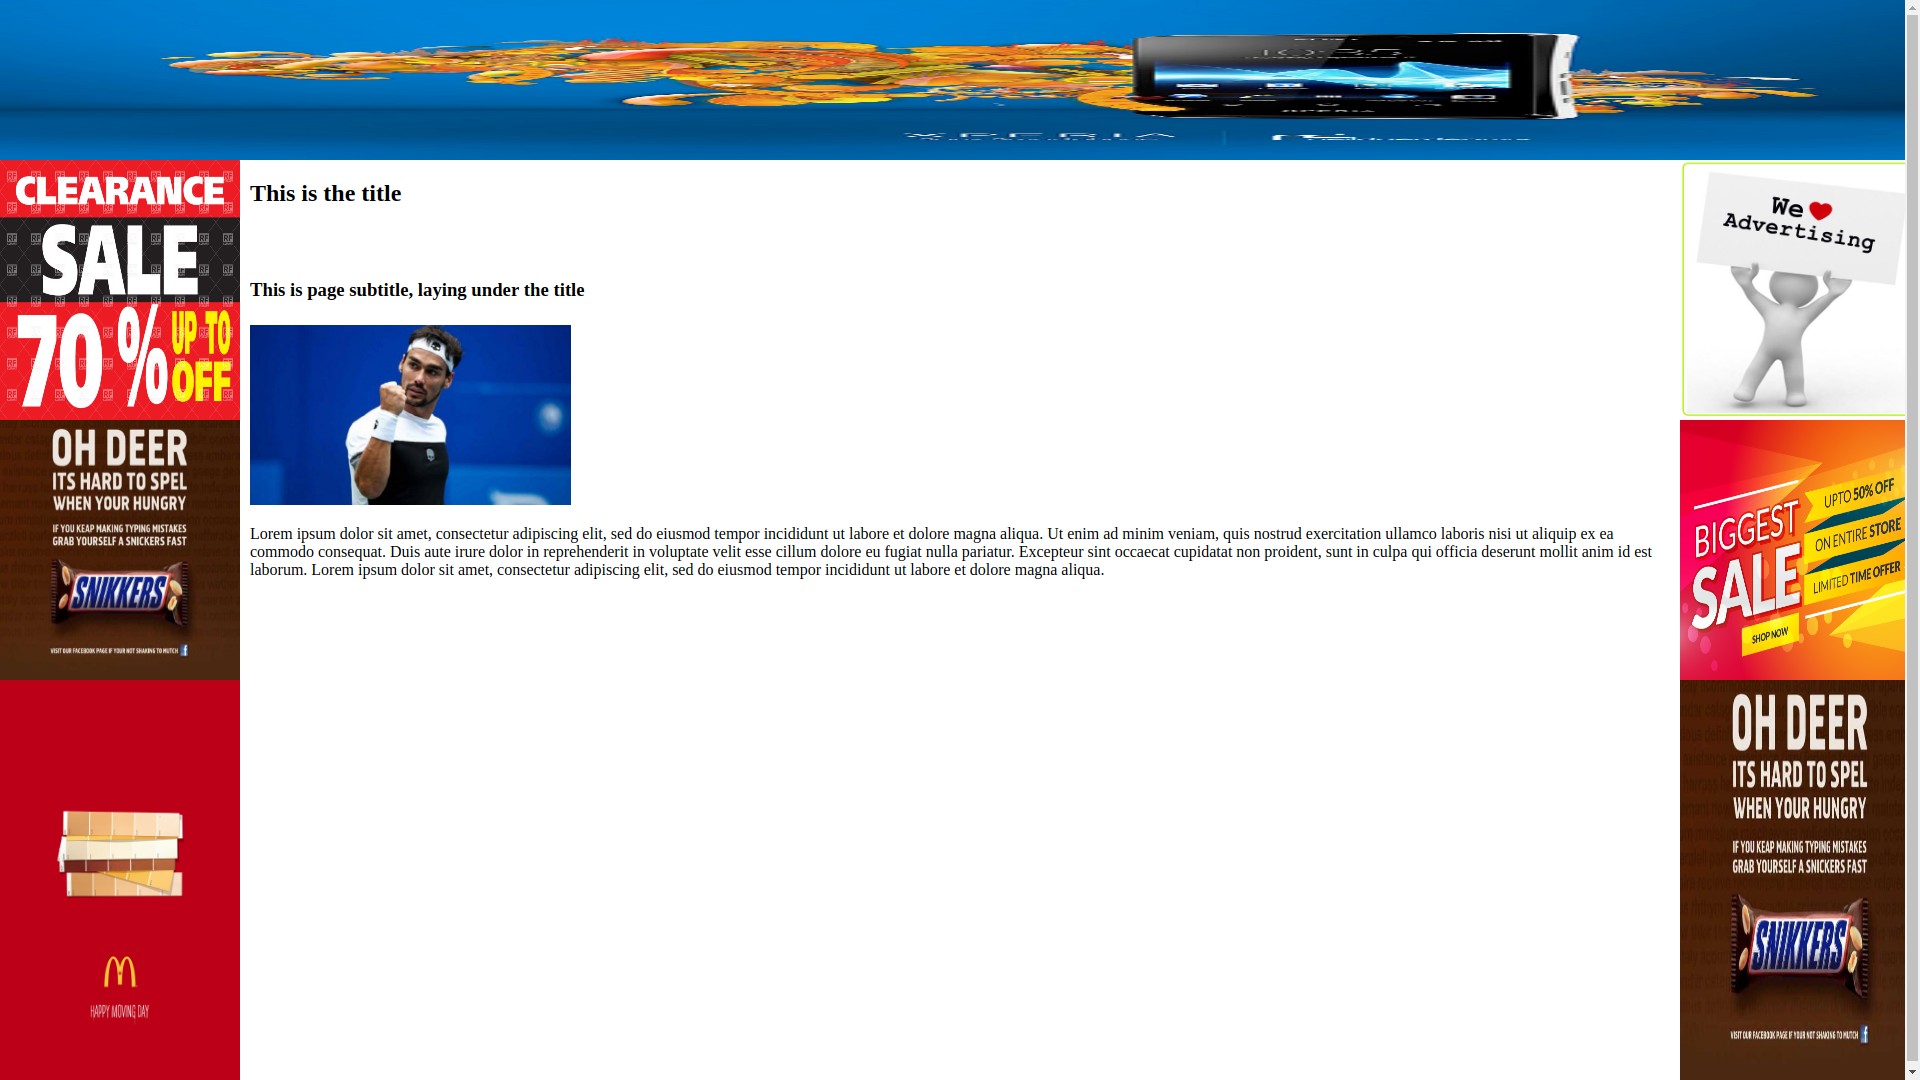 XPERIA
CLEARANCE
SALE
70% UP TO OFF
OH DEER
ITS HARD TO SPEL
WHEN YOUR HUNGRY
IF YOU KEAP MAKING TYPING MISTAKES
GRAB YOURSELF A SNICKERS FAST
SNIKKERS
VISIT OUR FACEBOOK PAGE IF YOUR NOT SHAKING TO MUTCH f
HAPPY MOVING DAY
This is the title
This is page subtitle, laying under the title
Lorem ipsum dolor sit amet, consectetur adipiscing elit, sed do eiusmod tempor incididunt ut labore et dolore magna aliqua. Ut enim ad minim veniam, quis nostrud exercitation ullamco laboris nisi ut aliquip ex ea
commodo consequat. Duis aute irure dolor in reprehenderit in voluptate velit esse cillum dolore eu fugiat nulla pariatur. Excepteur sint occaecat cupidatat non proident, sunt in culpa qui officia deserunt mollit anim id est
laborum. Lorem ipsum dolor sit amet, consectetur adipiscing elit, sed do eiusmod tempor incididunt ut labore et dolore magna aliqua.
We
Advertising
BIGGEST
SALE
UPTO 50% OFF
ON ENTIRE STORE
LIMITED TIME OFFER
SHOP NOW
OH DEER
ITS HARD TO SPEL
WHEN YOUR HUNGRY
IF YOU KEAP MAKING TYPING MISTAKES
GRAB YOURSELF A SNICKERS FAST
SNIKKERS
VISIT OUR FACEBOOK PAGE IF YOUR NOT SHAKING TO MUTCH f